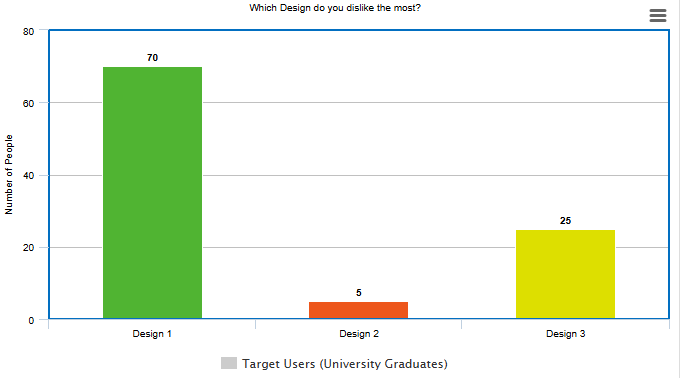 Which Design do you dislike the most?
80
70
60
Number of People
40
25
20
5
0
Design 1 Design 2 Design 3
Target Users (University Graduates)